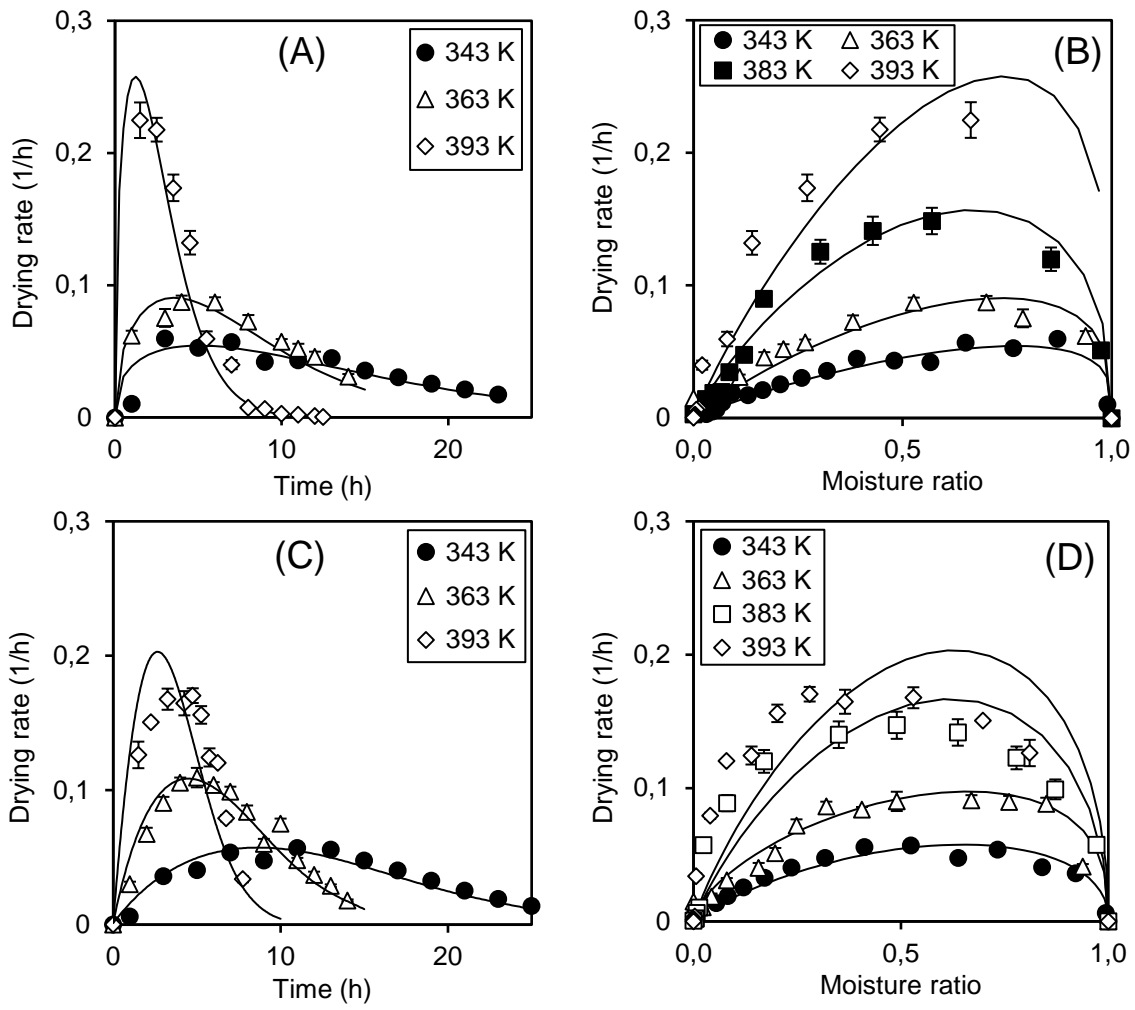 (A)
343 K
363 K
393 K
0,3
0,2
0,1
0
Drying rate (1/h)
0 10 20
Time (h)
(B)
343 K 363 K
383 K 393 K
0,3
0,2
0,1
0
Drying rate (1/h)
0,0 0,5 1,0
Moisture ratio
(C)
343 K
363 K
393 K
0,3
0,2
0,1
0
Drying rate (1/h)
0 10 20
Time (h)
(D)
343 K
363 K
383 K
393 K
0,3
0,2
0,1
0
Drying rate (1/h)
0,0 0,5 1,0
Moisture ratio